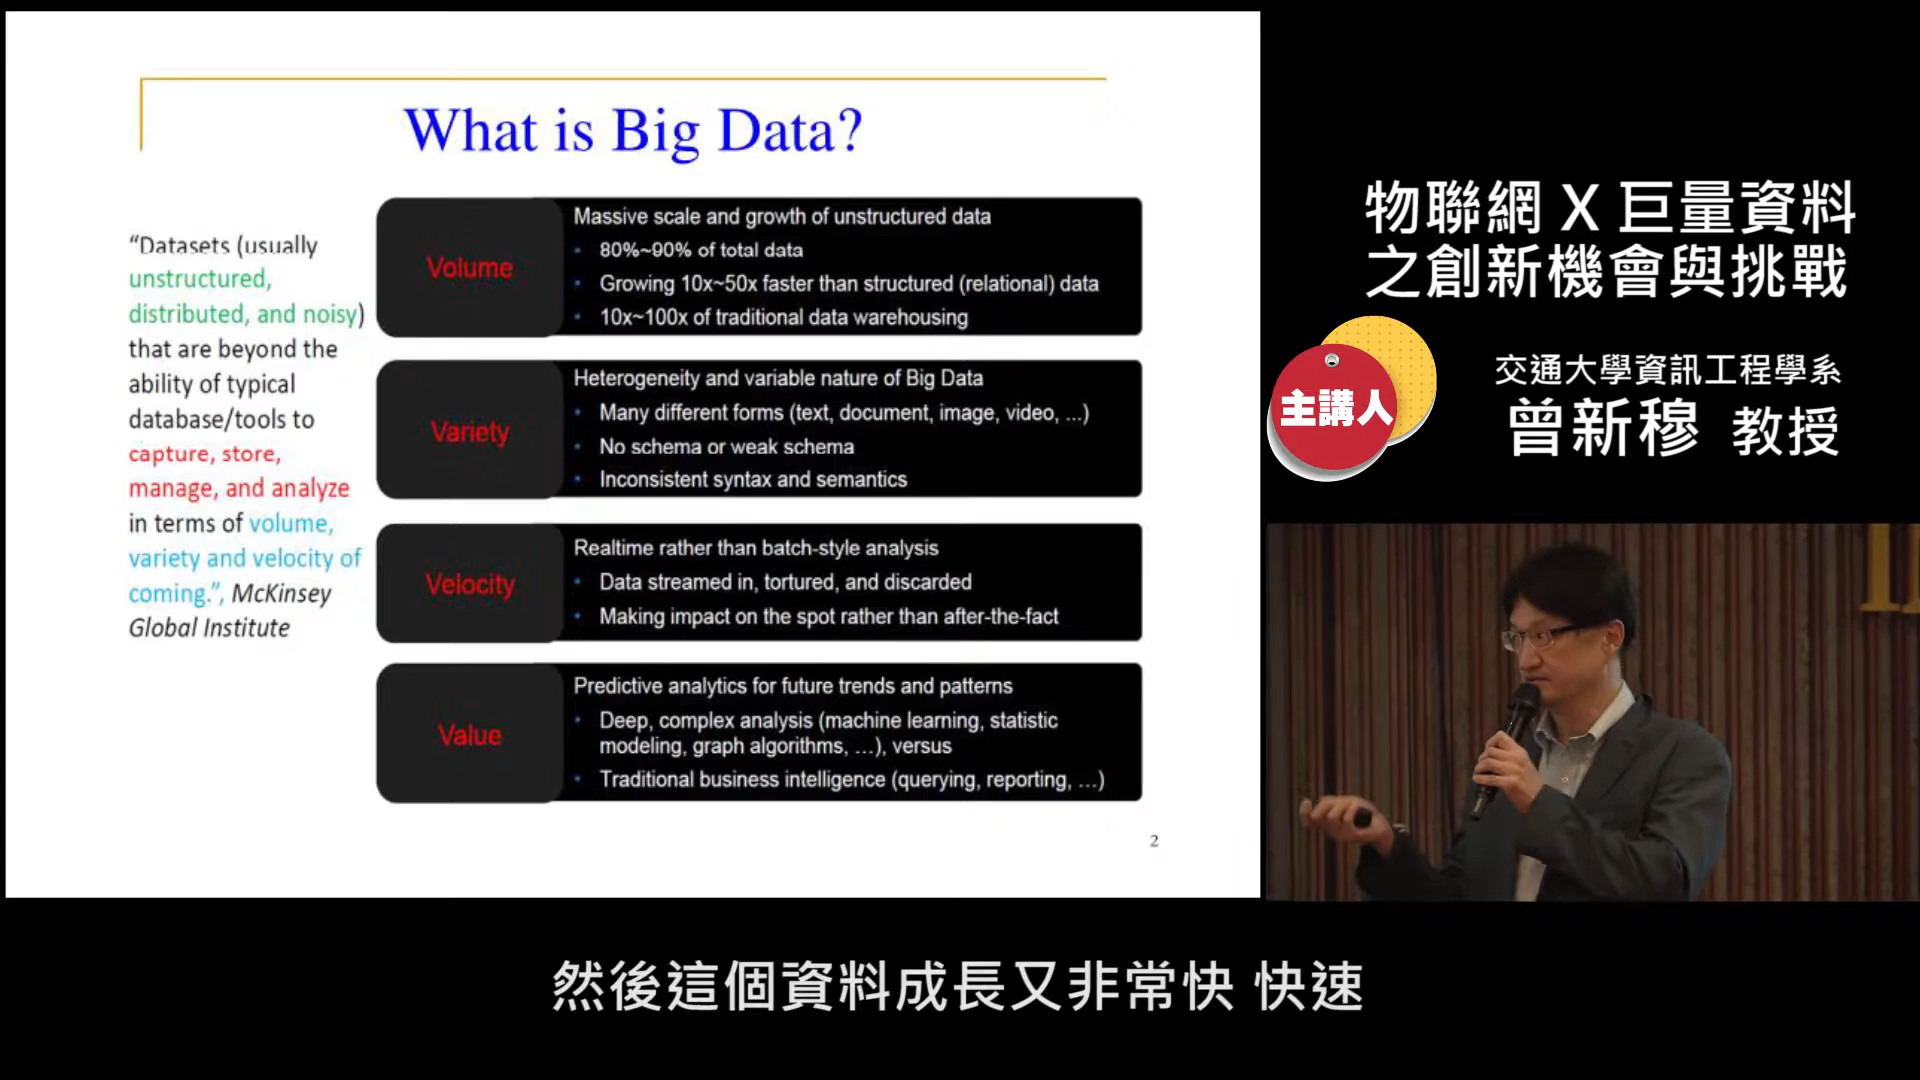 What is Big Data?
“Datasets (usually
unstructured,
distributed, and noisy)
that are beyond the
ability of typical
database/tools to
capture, store,
manage, and analyze
in terms of volume,
variety and velocity of
coming.”, McKinsey
Global Institute
Volume
Massive scale and growth of unstructured data
• 80%~90% of total data
• Growing 10x~50x faster than structured (relational) data
• 10x~100x of traditional data warehousing
Variety
Heterogeneity and variable nature of Big Data
• Many different forms (text, document, image, video, ...)
• No schema or weak schema
• Inconsistent syntax and semantics
Velocity
Realtime rather than batch-style analysis
• Data streamed in, tortured, and discarded
• Making impact on the spot rather than after-the-fact
Value
Predictive analytics for future trends and patterns
• Deep, complex analysis (machine learning, statistic
modeling, graph algorithms, …), versus
• Traditional business intelligence (querying, reporting, …)
2
物聯網 X 巨量資料
之創新機會與挑戰
主講人
交通大學資訊工程學系
曾新穆 教授
然後這個資料成長又非常快 快速